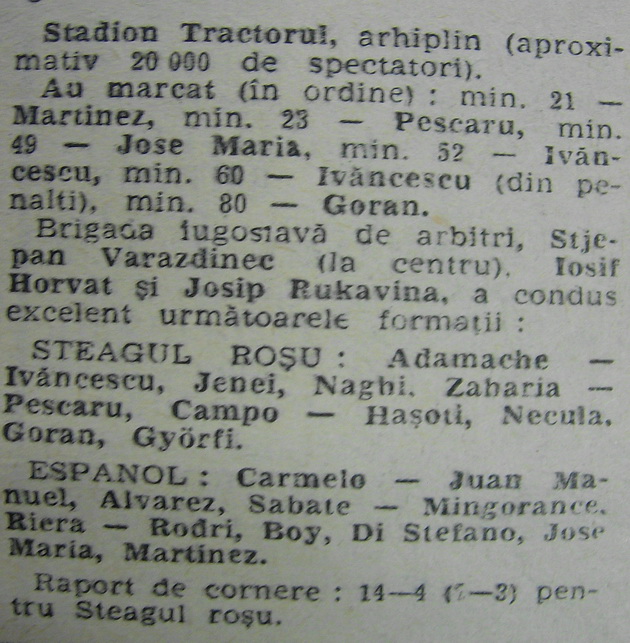 Stadion Tractorul, arhiplin (aproxi-
mativ 20 000 de spectatori).
Au marcat (în ordine) : min. 21 —
Martinez, min. 23 — Pescaru, min.
49 — Jose Maria, min. 52 — Ivăn-
cescu, min. 60 — Ivăncescu (din pe-
nalti), min. 80 — Goran.
Brigada iugoslavă de arbitri, Stje-
pan Varazdinec (la centru), Iosif
Horvat și Josip Rukavina, a condus
excelent următoarele formații :
STEAGUL ROȘU : Adamache —
Ivăncescu, Jenei, Naghi, Zaharia —
Pescaru, Campo — Hașoti, Necula,
Goran, Györfi.
ESPANOL : Carmelo — Juan Ma-
nuel, Alvarez, Sabate — Mingorance,
Riera — Rodri, Boy, Di Stefano, Jose
Maria, Martinez.
Raport de cornere : 14—4 pen-
tru Steagul roșu.